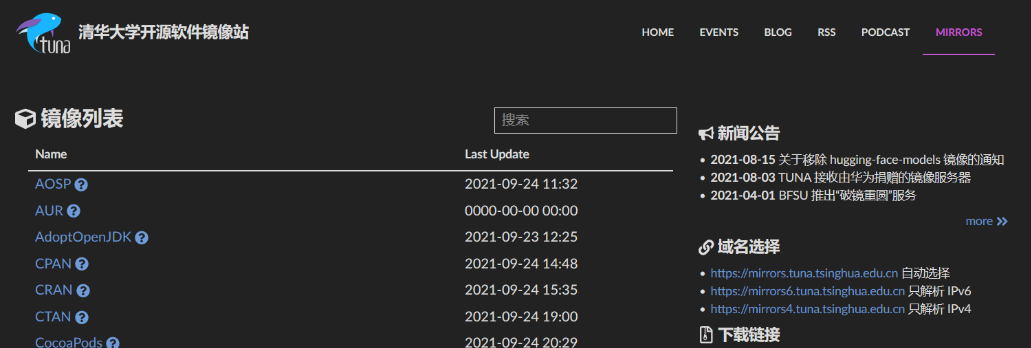 tuna 清华大学开源软件镜像站
HOME EVENTS BLOG RSS PODCAST MIRRORS
镜像列表
搜索
Name Last Update
AOSP 2021-09-24 11:32
AUR 0000-00-00 00:00
AdoptOpenJDK 2021-09-23 12:25
CPAN 2021-09-24 14:48
CRAN 2021-09-24 15:35
CTAN 2021-09-24 19:00
CocoaPods 2021-09-24 20:29
新闻公告
2021-08-15 关于移除 hugging-face-models 镜像的通知
2021-08-03 TUNA 接收由华为捐赠的镜像服务器
2021-04-01 BFSU 推出“破镜重圆”服务
more
域名选择
https://mirrors.tuna.tsinghua.edu.cn 自动选择
https://mirrors6.tuna.tsinghua.edu.cn 只解析 IPv6
https://mirrors4.tuna.tsinghua.edu.cn 只解析 IPv4
下载链接